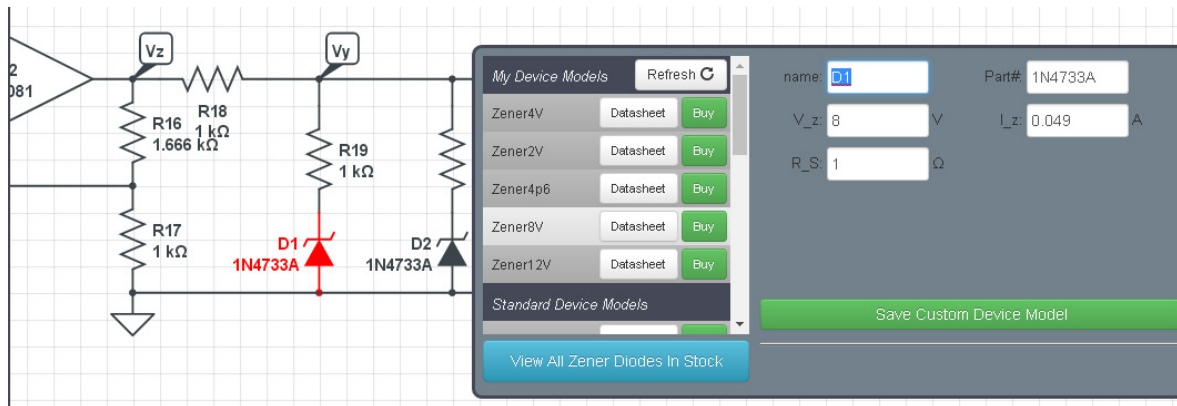 Vz
Vy
2
081
R18
1 kΩ
R16
1.666 kΩ
R19
1 kΩ
R17
1 kΩ
D1
1N4733A
D2
1N4733A
My Device Models Refresh
Zener4V Datasheet Buy
Zener2V Datasheet Buy
Zener4p6 Datasheet Buy
Zener8V Datasheet Buy
Zener12V Datasheet Buy
Standard Device Models
View All Zener Diodes In Stock
name: D1 Part#: 1N4733A
V_z: 8 V I_z: 0.049 A
R_S: 1 Ω
Save Custom Device Model